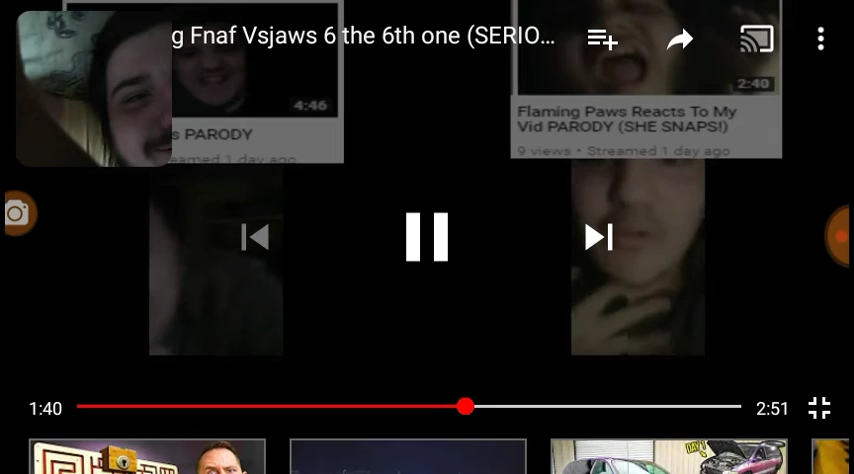 g Fnaf Vsjaws 6 the 6th one (SERIO...
4:46
2:40
s PARODY
Streamed 1 day ago
Flaming Paws Reacts To My
Vid PARODY (SHE SNAPS!)
9 views • Streamed 1 day ago
1:40
2:51
DAY 1